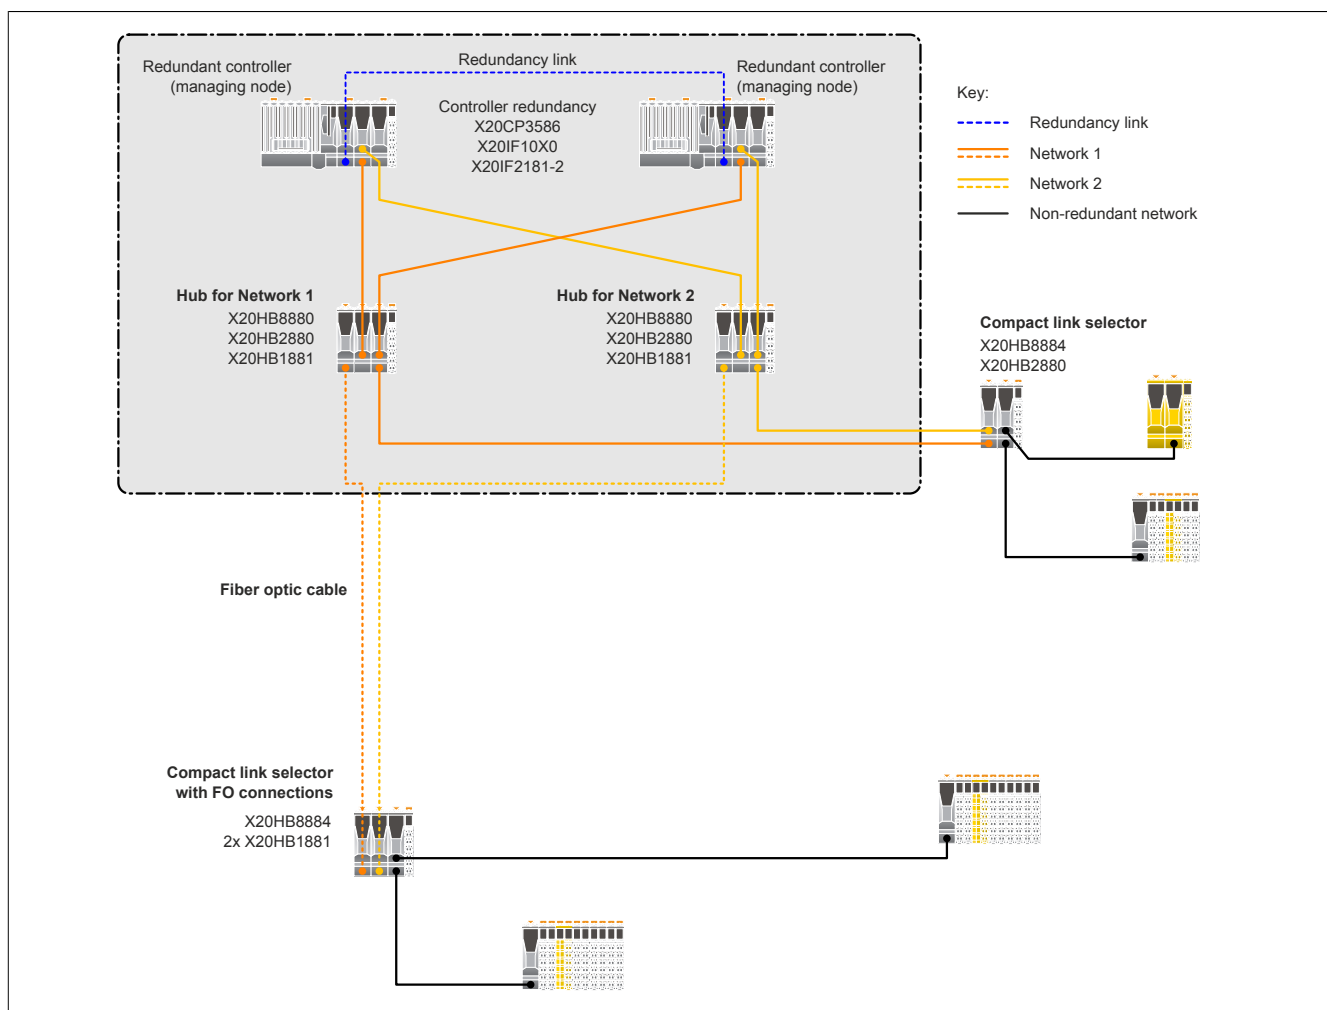 Redundant controller
(managing node)
Redundancy link
Redundant controller
(managing node)
Controller redundancy
X20CP3586
X20IF10X0
X20IF2181-2
Key:
Redundancy link
Network 1
Network 2
Non-redundant network
Hub for Network 1
X20HB8880
X20HB2880
X20HB1881
Hub for Network 2
X20HB8880
X20HB2880
X20HB1881
Compact link selector
X20HB8884
X20HB2880
Fiber optic cable
Compact link selector
with FO connections
X20HB8884
2x X20HB1881